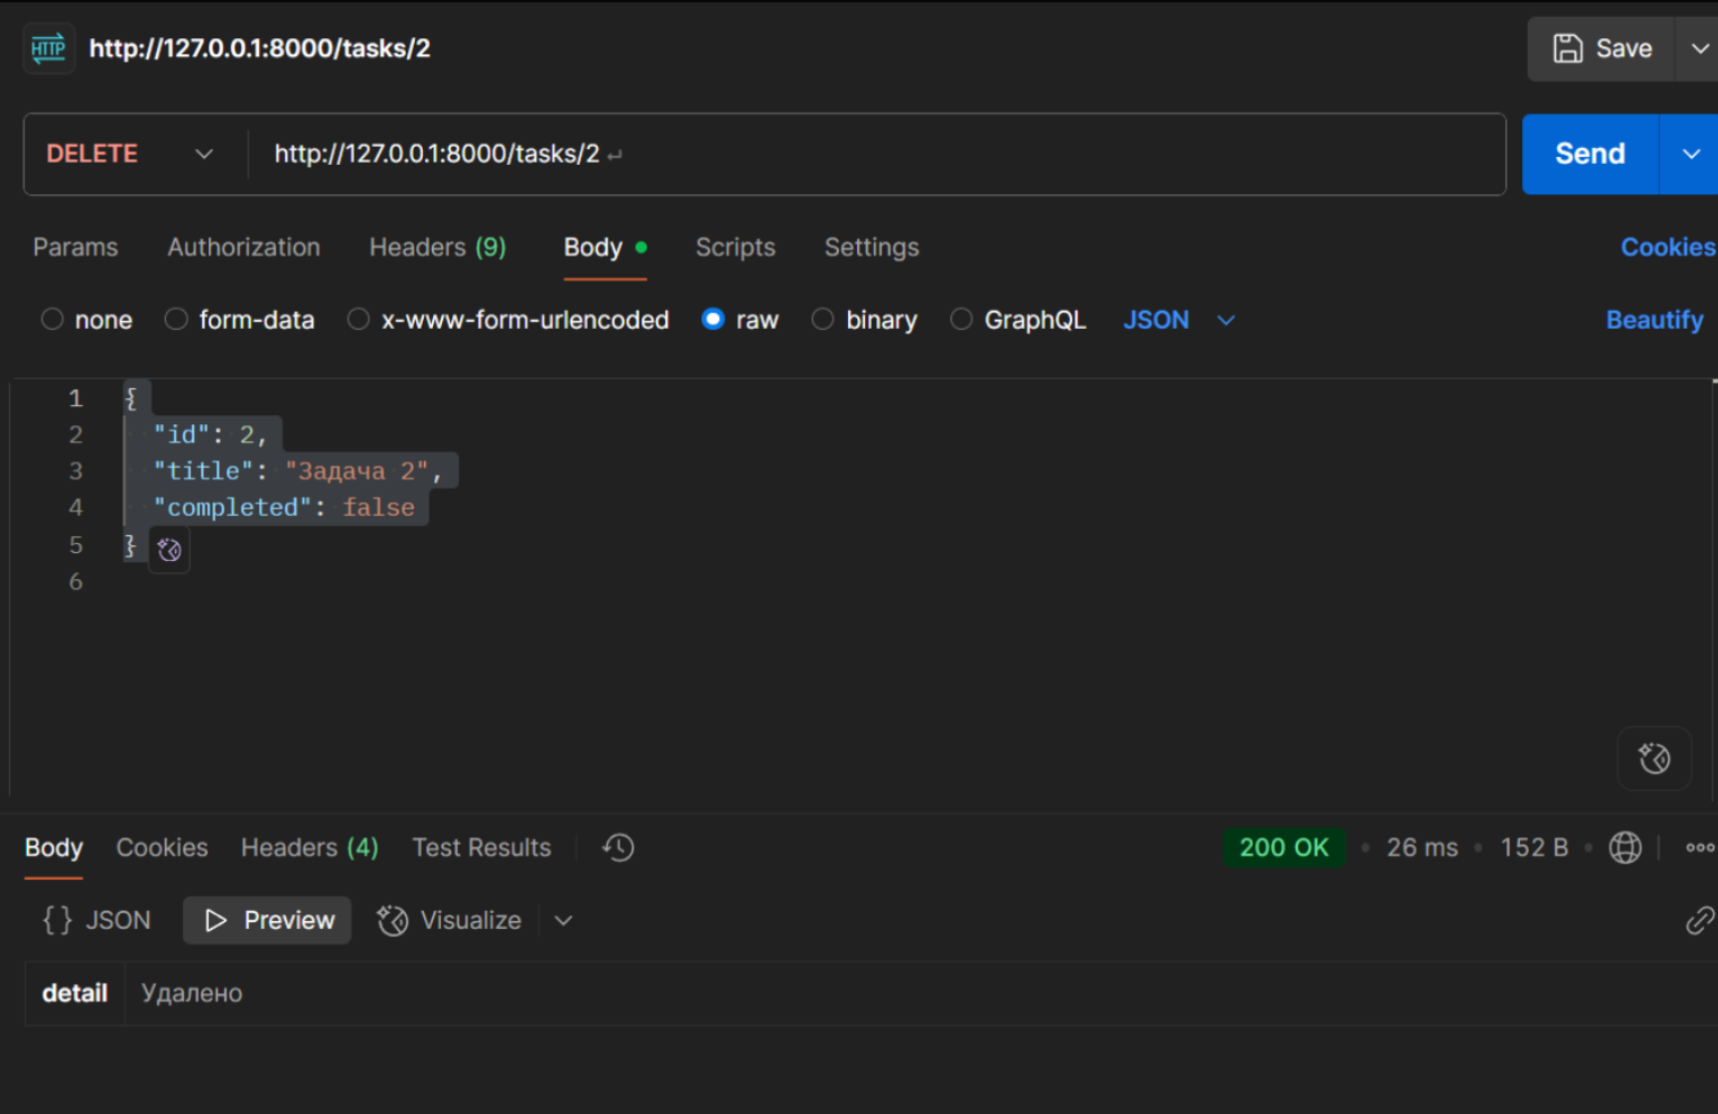 HTTP http://127.0.0.1:8000/tasks/2 Save
DELETE http://127.0.0.1:8000/tasks/2 Send
Params Authorization Headers (9) Body Scripts Settings Cookies
none form-data x-www-form-urlencoded raw binary GraphQL JSON Beautify
1 {
2 "id": 2,
3 "title": "Задача 2",
4 "completed": false
5 }
6
Body Cookies Headers (4) Test Results 200 OK • 26 ms • 152 B
{} JSON Preview Visualize
detail Удалено